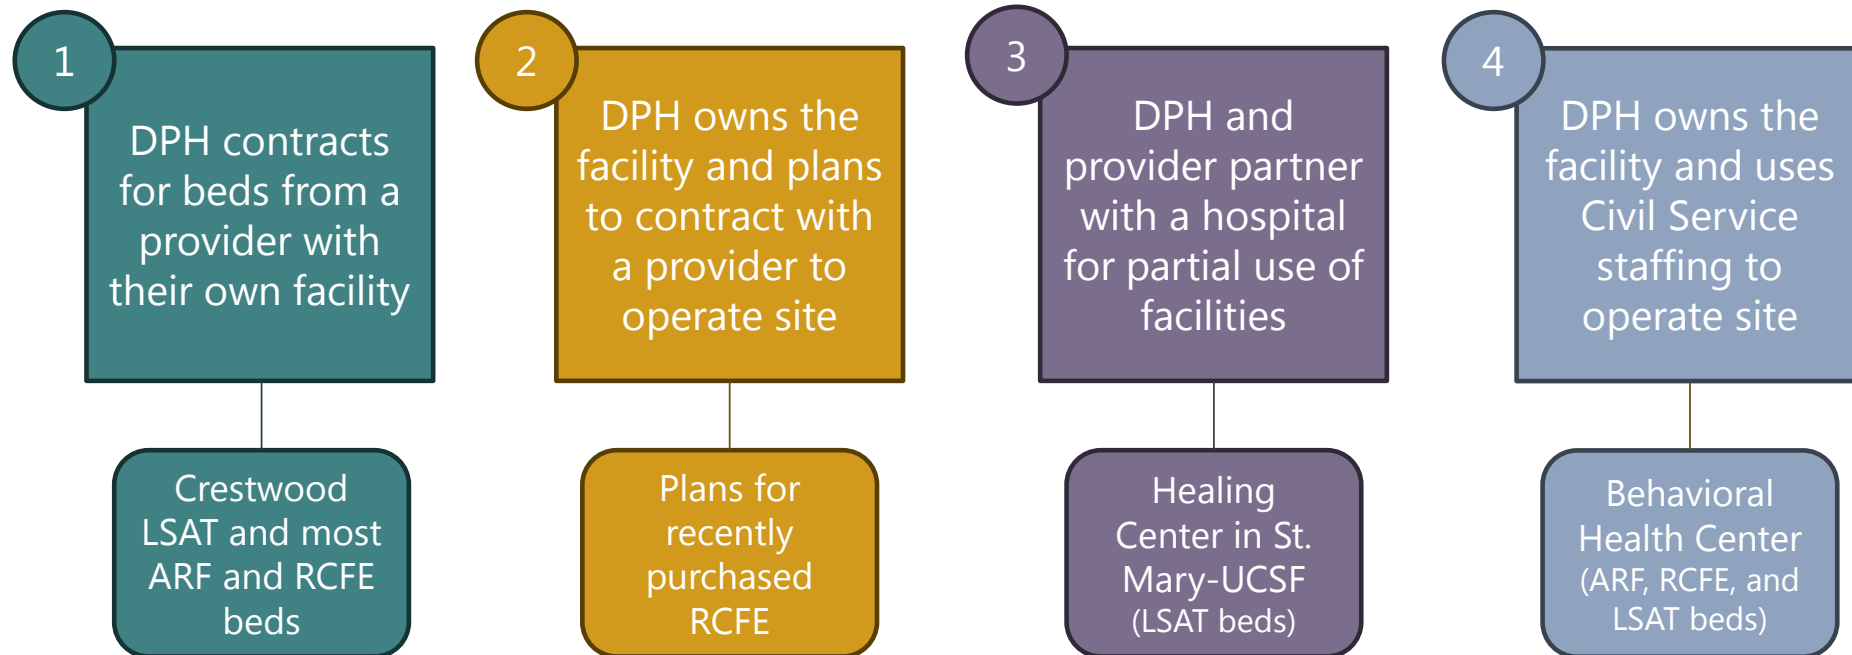 1
DPH contracts
for beds from a
provider with
their own facility
Crestwood
LSAT and most
ARF and RCFE
beds
2
DPH owns the
facility and plans
to contract with
a provider to
operate site
Plans for
recently
purchased
RCFE
3
DPH and
provider partner
with a hospital
for partial use of
facilities
Healing
Center in St.
Mary-UCSF
(LSAT beds)
4
DPH owns the
facility and uses
Civil Service
staffing to
operate site
Behavioral
Health Center
(ARF, RCFE, and
LSAT beds)